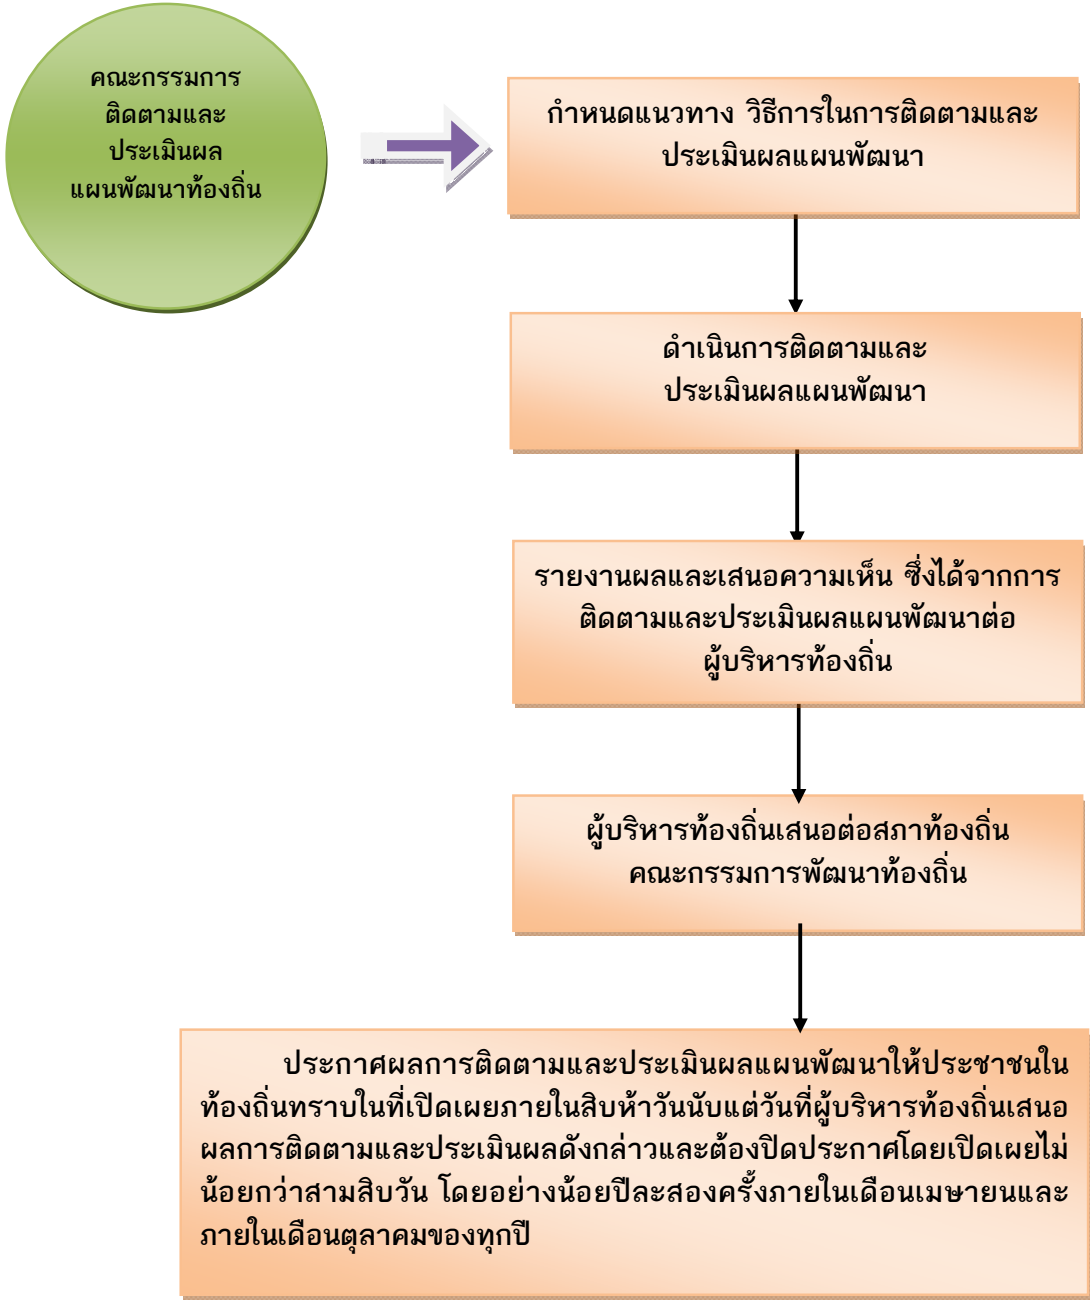 คณะกรรมการ
ติดตามและ
ประเมินผล
แผนพัฒนาท้องถิ่น
กำหนดแนวทาง วิธีการในการติดตามและ
ประเมินผลแผนพัฒนา
ดำเนินการติดตามและ
ประเมินผลแผนพัฒนา
รายงานผลและเสนอความเห็น ซึ่งได้จากการ
ติดตามและประเมินผลแผนพัฒนาต่อ
ผู้บริหารท้องถิ่น
ผู้บริหารท้องถิ่นเสนอต่อสภาท้องถิ่น
คณะกรรมการพัฒนาท้องถิ่น
ประกาศผลการติดตามและประเมินผลแผนพัฒนาให้ประชาชนใน
ท้องถิ่นทราบในที่เปิดเผยภายในสิบห้าวันนับแต่วันที่ผู้บริหารท้องถิ่นเสนอ
ผลการติดตามและประเมินผลดังกล่าวและต้องปิดประกาศโดยเปิดเผยไม่
น้อยกว่าสามสิบวัน โดยอย่างน้อยปีละสองครั้งภายในเดือนเมษายนและ
ภายในเดือนตุลาคมของทุกปี